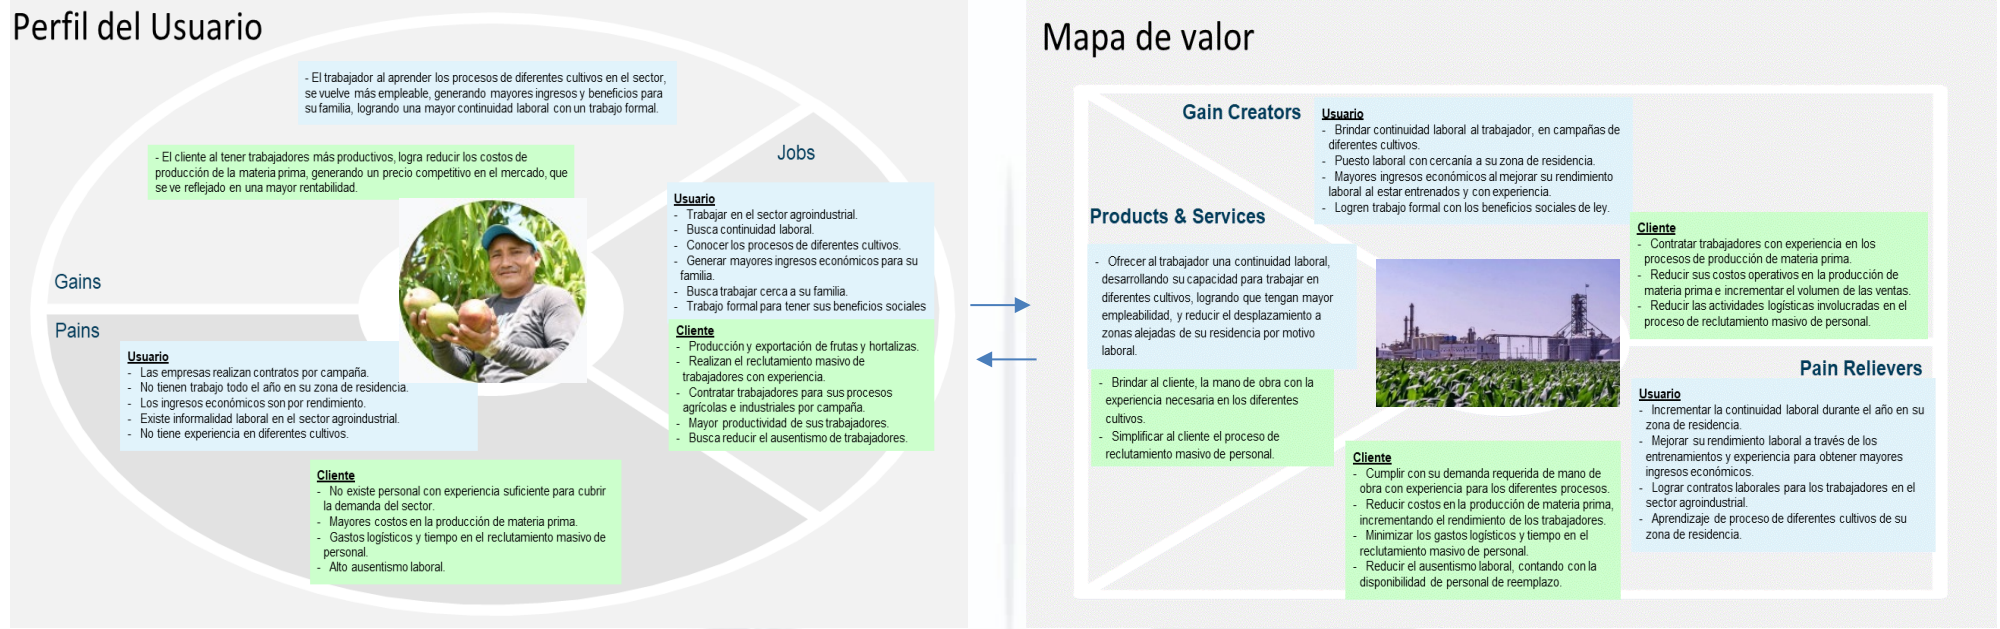 Perfil del Usuario
- El trabajador al aprender los procesos de diferentes cultivos en el sector,
se vuelve más empleable, generando mayores ingresos y beneficios para
su familia, logrando una mayor continuidad laboral con un trabajo formal.
- El cliente al tener trabajadores más productivos, logra reducir los costos de
producción de la materia prima, generando un precio competitivo en el mercado, que
se ve reflejado en una mayor rentabilidad.
Gains
Jobs
Usuario
- Trabajar en el sector agroindustrial.
- Busca continuidad laboral.
- Conocer los procesos de diferentes cultivos.
- Generar mayores ingresos económicos para su
familia.
- Busca trabajar cerca a su familia.
- Trabajo formal para tener sus beneficios sociales
Cliente
- Producción y exportación de frutas y hortalizas.
- Realizan el reclutamiento masivo de
trabajadores con experiencia.
- Contratar trabajadores para sus procesos
agrícolas e industriales por campaña.
- Mayor productividad de sus trabajadores.
- Busca reducir el ausentismo de trabajadores.
Pains
Usuario
- Las empresas realizan contratos por campaña.
- No tienen trabajo todo el año en su zona de residencia.
- Los ingresos económicos son por rendimiento.
- Existe informalidad laboral en el sector agroindustrial.
- No tiene experiencia en diferentes cultivos.
Cliente
- No existe personal con experiencia suficiente para cubrir
la demanda del sector.
- Mayores costos en la producción de materia prima.
- Gastos logísticos y tiempo en el reclutamiento masivo de
personal.
- Alto ausentismo laboral.
Mapa de valor
Gain Creators
Usuario
- Brindar continuidad laboral al trabajador, en campañas de
diferentes cultivos.
- Puesto laboral con cercanía a su zona de residencia.
- Mayores ingresos económicos al mejorar su rendimiento
laboral al estar entrenados y con experiencia.
- Logren trabajo formal con los beneficios sociales de ley.
Cliente
- Contratar trabajadores con experiencia en los
procesos de producción de materia prima.
- Reducir sus costos operativos en la producción de
materia prima e incrementar el volumen de las ventas.
- Reducir las actividades logísticas involucradas en el
proceso de reclutamiento masivo de personal.
Products & Services
- Ofrecer al trabajador una continuidad laboral,
desarrollando su capacidad para trabajar en
diferentes cultivos, logrando que tengan mayor
empleabilidad, y reducir el desplazamiento a
zonas alejadas de su residencia por motivo
laboral.
- Brindar al cliente, la mano de obra con la
experiencia necesaria en los diferentes
cultivos.
- Simplificar al cliente el proceso de
reclutamiento masivo de personal.
Pain Relievers
Usuario
- Incrementar la continuidad laboral durante el año en su
zona de residencia.
- Mejorar su rendimiento laboral a través de los
entrenamientos y experiencia para obtener mayores
ingresos económicos.
- Lograr contratos laborales para los trabajadores en el
sector agroindustrial.
- Aprendizaje de proceso de diferentes cultivos de su
zona de residencia.
Cliente
- Cumplir con su demanda requerida de mano de
obra con experiencia para los diferentes procesos.
- Reducir costos en la producción de materia prima,
incrementando el rendimiento de los trabajadores.
- Minimizar los gastos logísticos y tiempo en el
reclutamiento masivo de personal.
- Reducir el ausentismo laboral, contando con la
disponibilidad de personal de reemplazo.